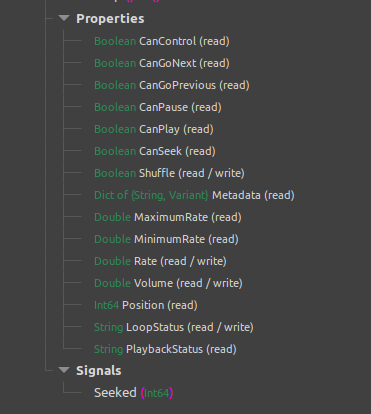 Properties
Boolean CanControl (read)
Boolean CanGoNext (read)
Boolean CanGoPrevious (read)
Boolean CanPause (read)
Boolean CanPlay (read)
Boolean CanSeek (read)
Boolean Shuffle (read / write)
Dict of {String, Variant} Metadata (read)
Double MaximumRate (read)
Double MinimumRate (read)
Double Rate (read / write)
Double Volume (read / write)
Int64 Position (read)
String LoopStatus (read / write)
String PlaybackStatus (read)
Signals
Seeked (Int64)